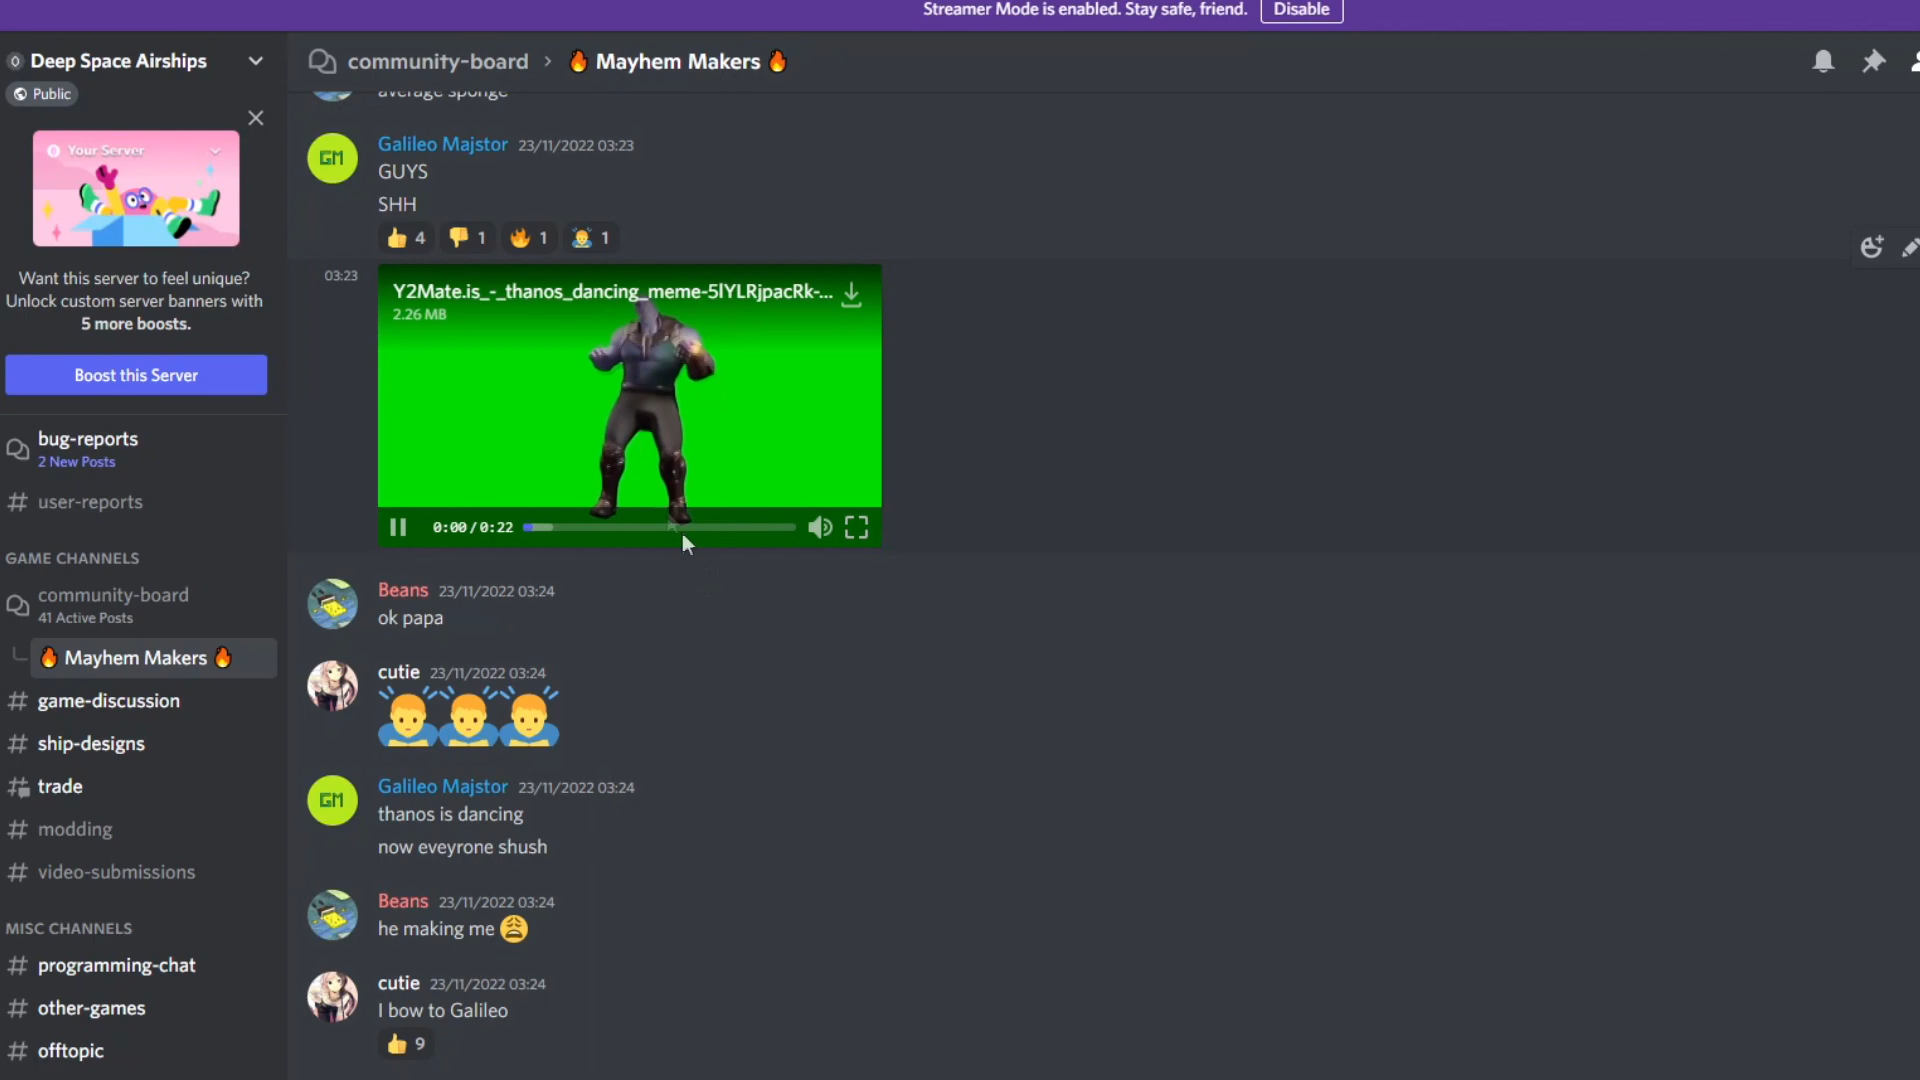 Streamer Mode is enabled. Stay safe, friend.
Disable
Deep Space Airships
Public
Your Server
Want this server to feel unique?
Unlock custom server banners with
5 more boosts.
Boost this Server
bug-reports
2 New Posts
user-reports
GAME CHANNELS
community-board
41 Active Posts
🔥 Mayhem Makers 🔥
game-discussion
ship-designs
trade
modding
video-submissions
MISC CHANNELS
programming-chat
other-games
offtopic
community-board › 🔥 Mayhem Makers 🔥
average sponge
GM
Galileo Majstor 23/11/2022 03:23
GUYS
SHH
👍 4 👎 1 🔥 1 🙇 1
03:23
Y2Mate.is_-_thanos_dancing_meme-5lYLRjpacRk-...
2.26 MB
0:00/0:22
Beans 23/11/2022 03:24
ok papa
cutie 23/11/2022 03:24
🙇🙇🙇
GM
Galileo Majstor 23/11/2022 03:24
thanos is dancing
now eveyrone shush
Beans 23/11/2022 03:24
he making me 😩
cutie 23/11/2022 03:24
I bow to Galileo
👍 9